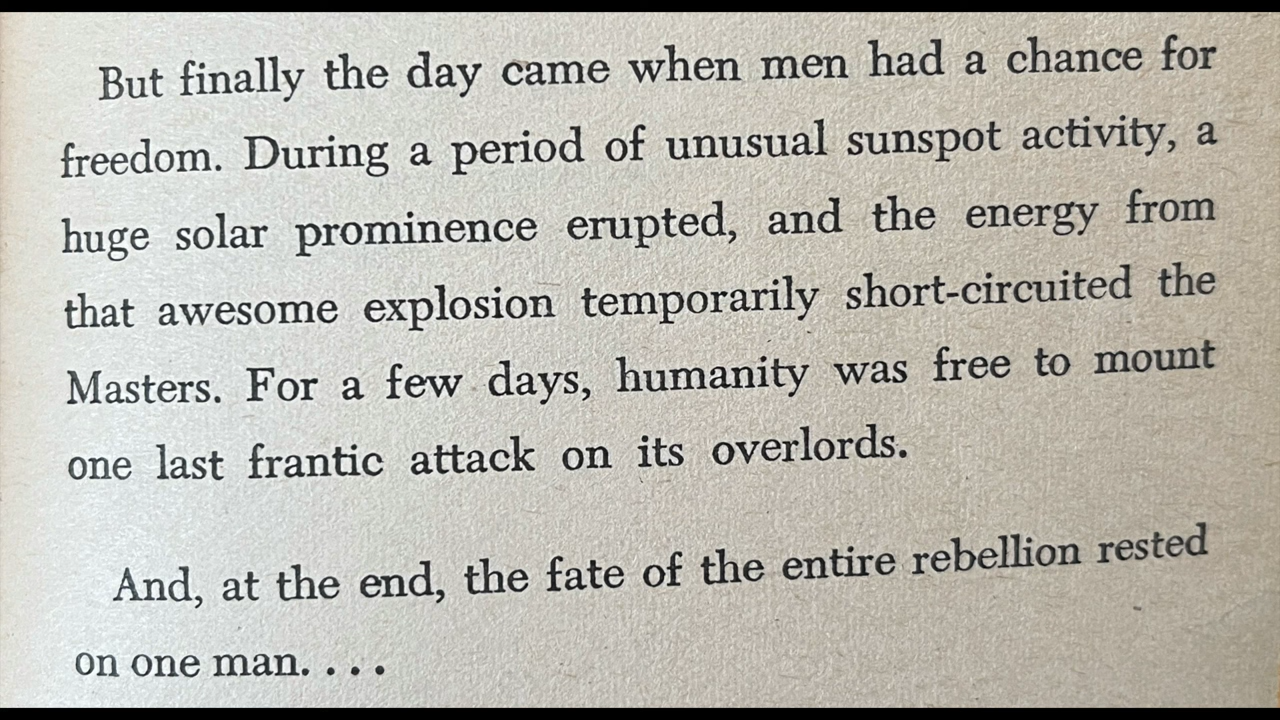 But finally the day came when men had a chance for
freedom. During a period of unusual sunspot activity, a
huge solar prominence erupted, and the energy from
that awesome explosion temporarily short-circuited the
Masters. For a few days, humanity was free to mount
one last frantic attack on its overlords.
And, at the end, the fate of the entire rebellion rested
on one man. . . .